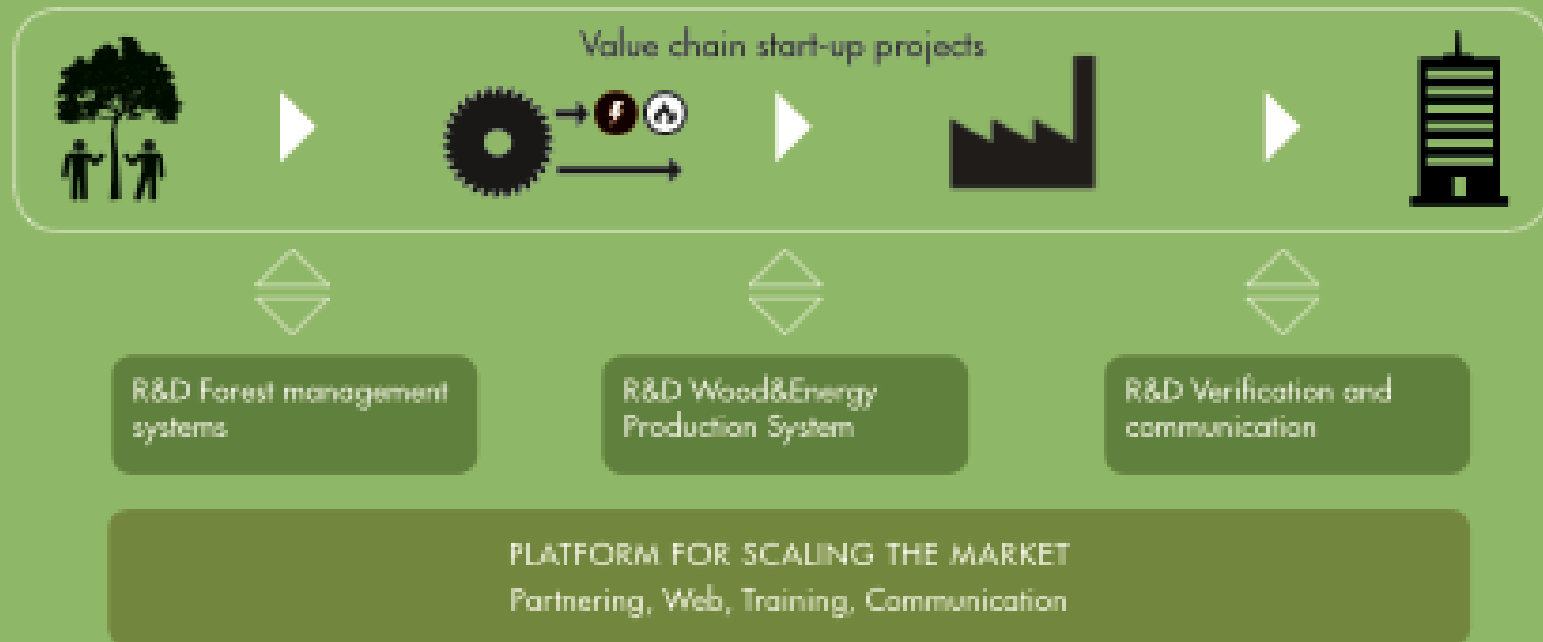 Value chain start-up projects
R&D Forest management
systems
R&D Wood&Energy
Production System
R&D Verification and
communication
PLATFORM FOR SCALING THE MARKET
Partnering, Web, Training, Communication